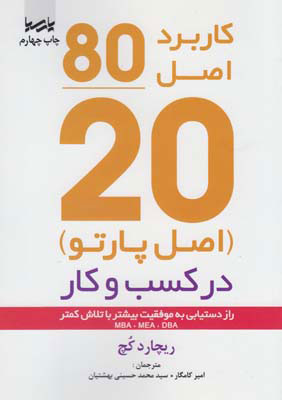 کاربرد
اصل
80
پارسیا
چاپ چهارم
20
(اصل پارتو)
در کسب و کار
راز دستیابی به موفقیت بیشتر با تلاش کمتر
MBA • MEA • DBA
ریچارد کُچ
مترجمان:
امیر کامگار • سید محمد حسینی بهشتیان